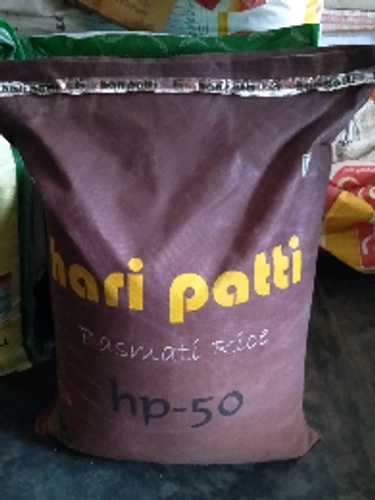 hari patti
Basmati Rice
hp-50